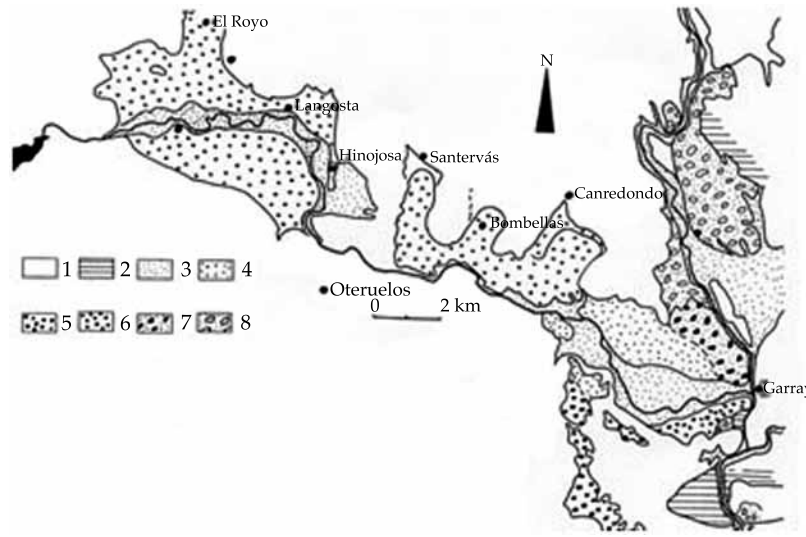 El Royo
Langosta
N
Hinojosa
Santervás
Canredondo
Bombellas
Oteruelos
0 2 km
1 2 3 4
5 6 7 8
Garray